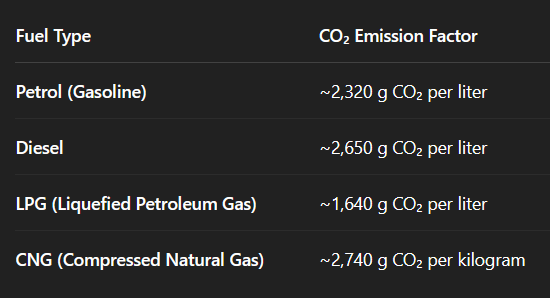 Fuel Type CO₂ Emission Factor
Petrol (Gasoline) ~2,320 g CO₂ per liter
Diesel ~2,650 g CO₂ per liter
LPG (Liquefied Petroleum Gas) ~1,640 g CO₂ per liter
CNG (Compressed Natural Gas) ~2,740 g CO₂ per kilogram